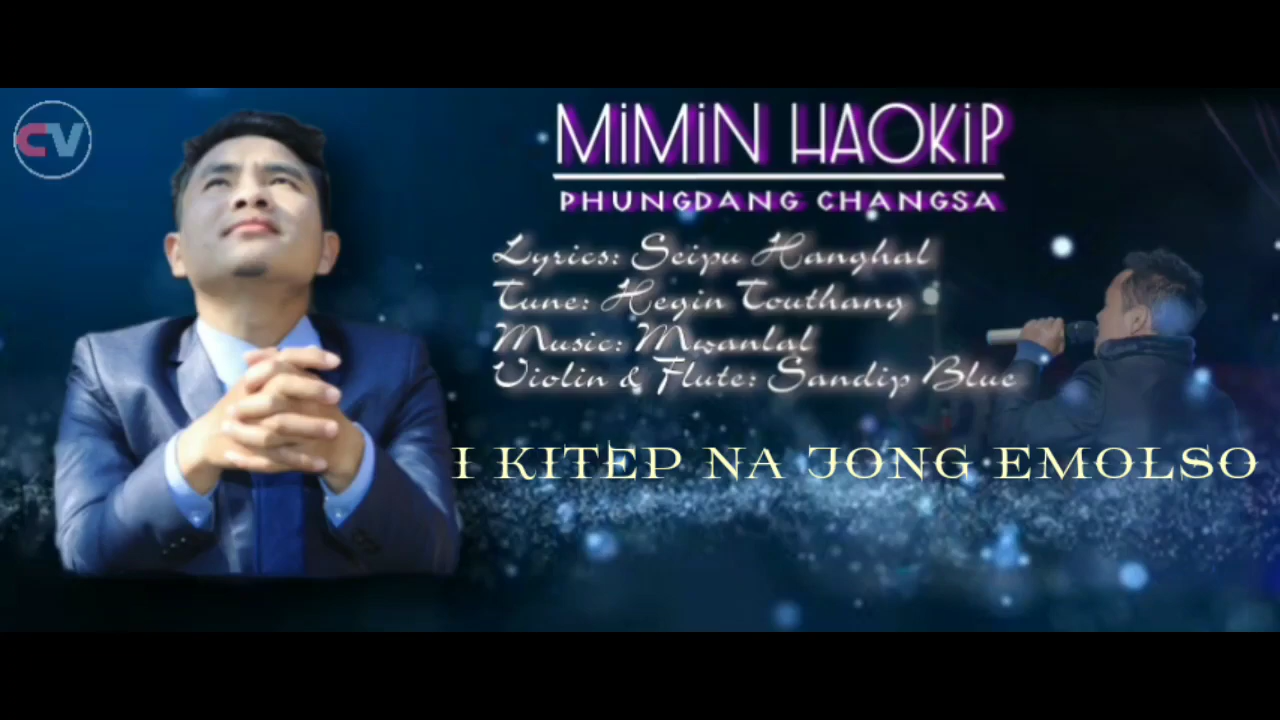 CV
MiMiN HAOKiP
PHUNGDANG CHANGSA
Lyrics: Seipu Hanghal
Tune: Hegin Touthang
Music: Mwanlal
Violin & Flute: Sandip Blue
I KITEP NA JONG EMOLSO